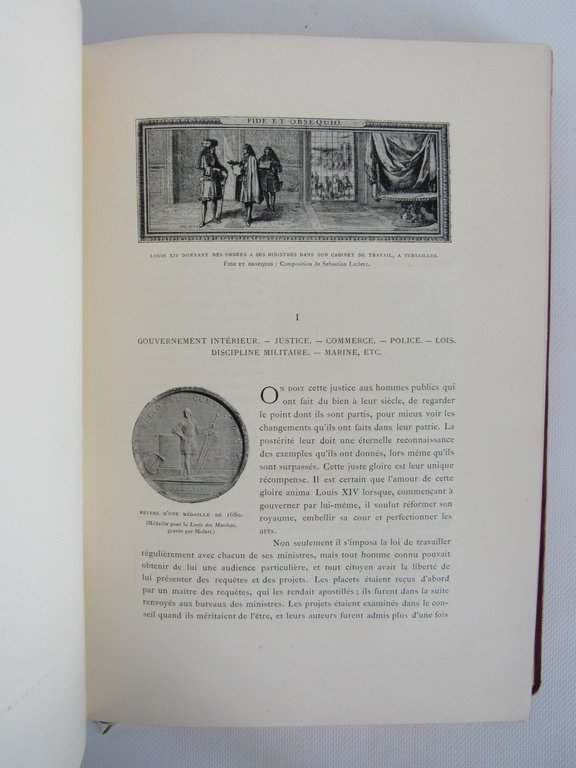 FIDE ET OBSEQUIO.
LOUIS XIV DONNANT DES ORDRES A SES MINISTRES DANS SON CABINET DE TRAVAIL, A VERSAILLES.
FIDE ET OBSEQUIO : Composition de Sébastien Leclerc.
I
GOUVERNEMENT INTÉRIEUR. — JUSTICE. — COMMERCE. — POLICE. — LOIS.
DISCIPLINE MILITAIRE. — MARINE, ETC.
REVERS D'UNE MÉDAILLE DE 1680.
(Médaille pour la Levée des Matelots,
gravée par Molart.)
ON DOIT cette justice aux hommes publics qui
ont fait du bien à leur siècle, de regarder
le point dont ils sont partis, pour mieux voir les
changements qu'ils ont faits dans leur patrie. La
postérité leur doit une éternelle reconnaissance
des exemples qu'ils ont donnés, lors même qu'ils
sont surpassés. Cette juste gloire est leur unique
récompense. Il est certain que l'amour de cette
gloire anima Louis XIV lorsque, commençant à
gouverner par lui-même, il voulut réformer son
royaume, embellir sa cour et perfectionner les
arts.
Non seulement il s'imposa la loi de travailler
régulièrement avec chacun de ses ministres, mais tout homme connu pouvait
obtenir de lui une audience particulière, et tout citoyen avait la liberté de
lui présenter des requêtes et des projets. Les placets étaient reçus d'abord
par un maître des requêtes, qui les rendait apostillés ; ils furent dans la suite
renvoyés aux bureaux des ministres. Les projets étaient examinés dans le con-
seil quand ils méritaient de l'être, et leurs auteurs furent admis plus d'une fois